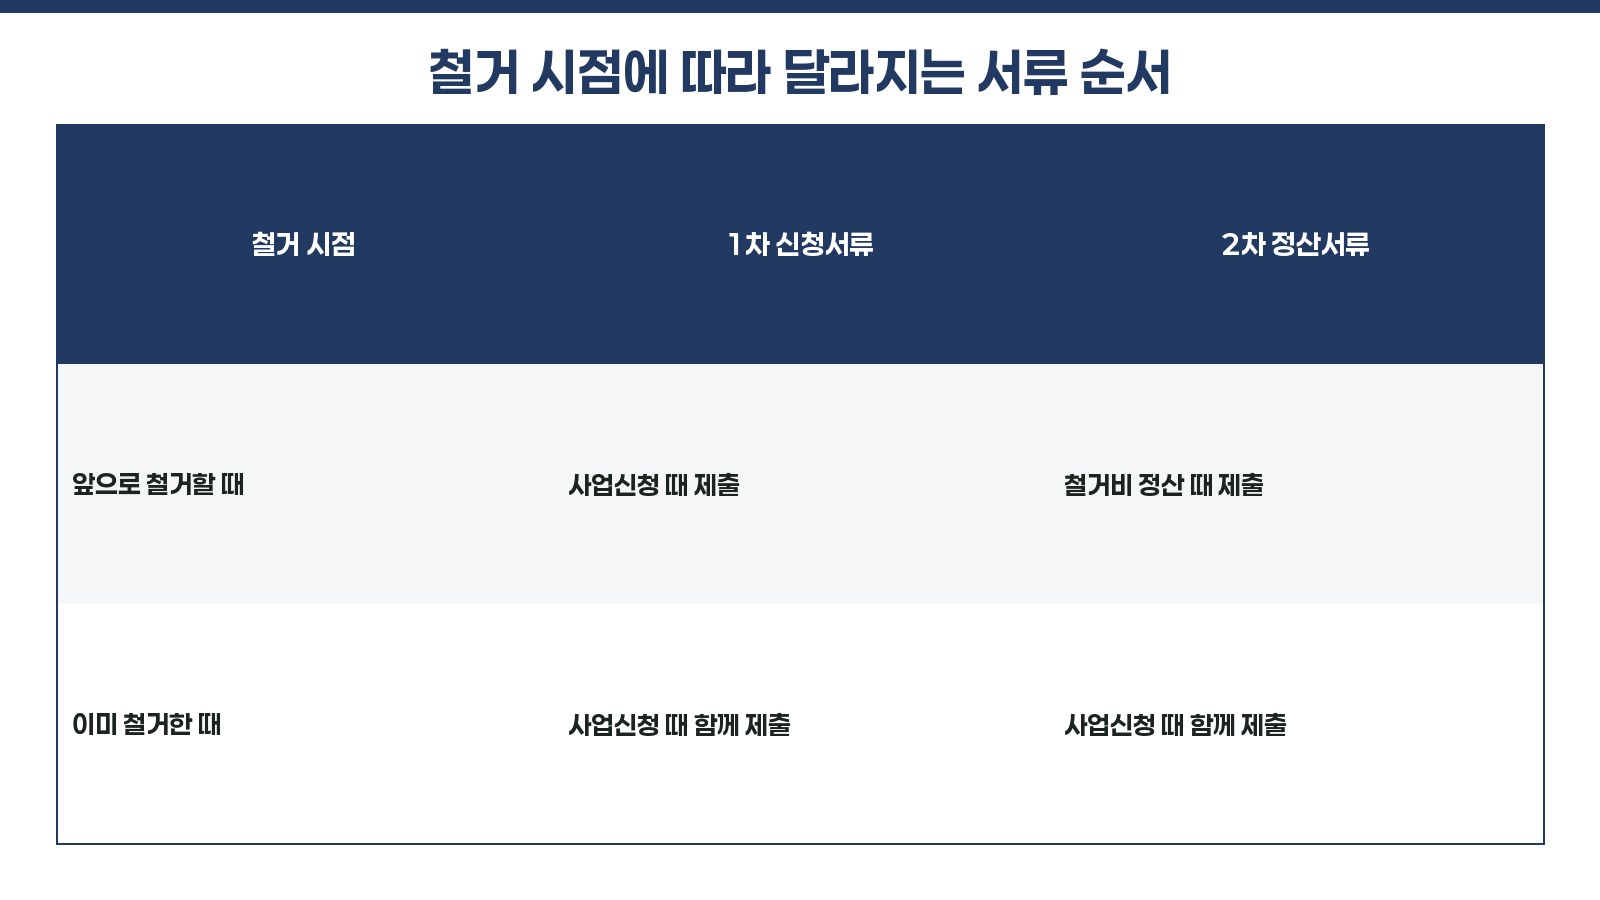 철거 시점에 따라 달라지는 서류 순서
철거 시점 1차 신청서류 2차 정산서류
앞으로 철거할 때 사업신청 때 제출 철거비 정산 때 제출
이미 철거한 때 사업신청 때 함께 제출 사업신청 때 함께 제출